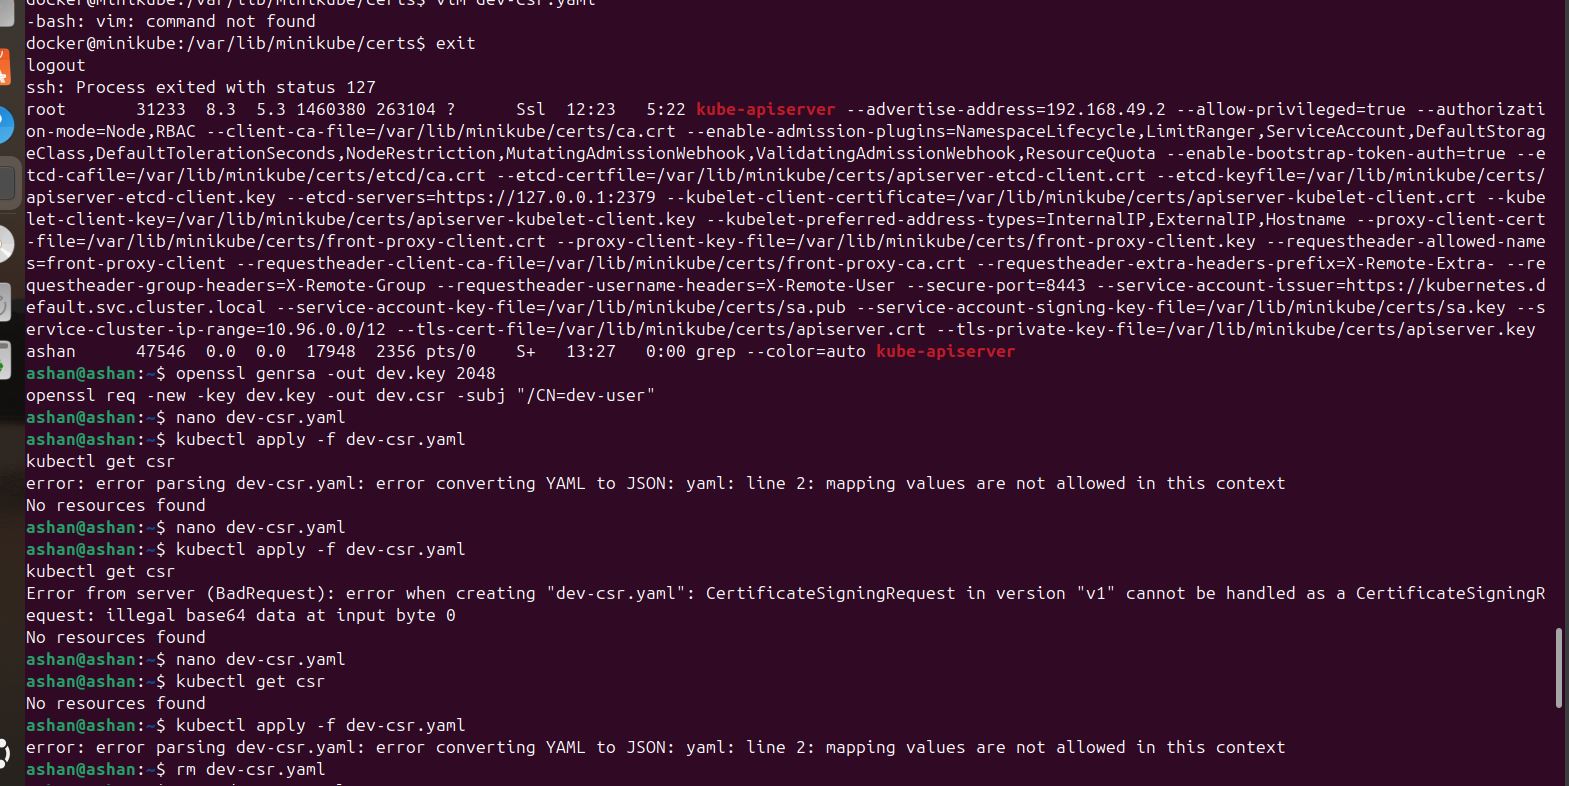 docker@minikube:/var/lib/minikube/certs$ vim dev-csr.yaml
-bash: vim: command not found
docker@minikube:/var/lib/minikube/certs$ exit
logout
ssh: Process exited with status 127
root       31233  8.3  5.3 1460380 263104 ?      Ssl  12:23   5:22 kube-apiserver --advertise-address=192.168.49.2 --allow-privileged=true --authorizati
on-mode=Node,RBAC --client-ca-file=/var/lib/minikube/certs/ca.crt --enable-admission-plugins=NamespaceLifecycle,LimitRanger,ServiceAccount,DefaultStorag
eClass,DefaultTolerationSeconds,NodeRestriction,MutatingAdmissionWebhook,ValidatingAdmissionWebhook,ResourceQuota --enable-bootstrap-token-auth=true --e
tcd-cafile=/var/lib/minikube/certs/etcd/ca.crt --etcd-certfile=/var/lib/minikube/certs/apiserver-etcd-client.crt --etcd-keyfile=/var/lib/minikube/certs/
apiserver-etcd-client.key --etcd-servers=https://127.0.0.1:2379 --kubelet-client-certificate=/var/lib/minikube/certs/apiserver-kubelet-client.crt --kube
let-client-key=/var/lib/minikube/certs/apiserver-kubelet-client.key --kubelet-preferred-address-types=InternalIP,ExternalIP,Hostname --proxy-client-cert
-file=/var/lib/minikube/certs/front-proxy-client.crt --proxy-client-key-file=/var/lib/minikube/certs/front-proxy-client.key --requestheader-allowed-name
s=front-proxy-client --requestheader-client-ca-file=/var/lib/minikube/certs/front-proxy-ca.crt --requestheader-extra-headers-prefix=X-Remote-Extra- --re
questheader-group-headers=X-Remote-Group --requestheader-username-headers=X-Remote-User --secure-port=8443 --service-account-issuer=https://kubernetes.d
efault.svc.cluster.local --service-account-key-file=/var/lib/minikube/certs/sa.pub --service-account-signing-key-file=/var/lib/minikube/certs/sa.key --s
ervice-cluster-ip-range=10.96.0.0/12 --tls-cert-file=/var/lib/minikube/certs/apiserver.crt --tls-private-key-file=/var/lib/minikube/certs/apiserver.key
ashan      47546  0.0  0.0  17948  2356 pts/0    S+   13:27   0:00 grep --color=auto kube-apiserver
ashan@ashan:~$ openssl genrsa -out dev.key 2048
openssl req -new -key dev.key -out dev.csr -subj "/CN=dev-user"
ashan@ashan:~$ nano dev-csr.yaml
ashan@ashan:~$ kubectl apply -f dev-csr.yaml
kubectl get csr
error: error parsing dev-csr.yaml: error converting YAML to JSON: yaml: line 2: mapping values are not allowed in this context
No resources found
ashan@ashan:~$ nano dev-csr.yaml
ashan@ashan:~$ kubectl apply -f dev-csr.yaml
kubectl get csr
Error from server (BadRequest): error when creating "dev-csr.yaml": CertificateSigningRequest in version "v1" cannot be handled as a CertificateSigningR
equest: illegal base64 data at input byte 0
No resources found
ashan@ashan:~$ nano dev-csr.yaml
ashan@ashan:~$ kubectl get csr
No resources found
ashan@ashan:~$ kubectl apply -f dev-csr.yaml
error: error parsing dev-csr.yaml: error converting YAML to JSON: yaml: line 2: mapping values are not allowed in this context
ashan@ashan:~$ rm dev-csr.yaml